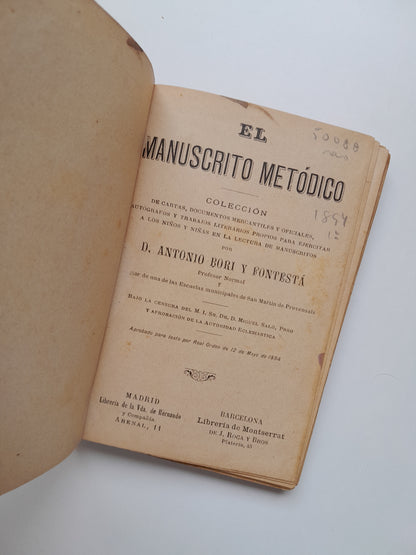 EL
MANUSCRITO METÓDICO
COLECCIÓN
DE CARTAS, DOCUMENTOS MERCANTILES Y OFICIALES,
AUTÓGRAFOS Y TRABAJOS LITERARIOS PROPIOS PARA EJERCITAR
A LOS NIÑOS Y NIÑAS EN LA LECTURA DE MANUSCRITOS
POR
D. ANTONIO BORI Y FONTESTÁ
Profesor Normal
Y
de una de las Escuelas municipales de San Martín de Provensals
BAJO LA CENSURA DEL M. I. SR. DR. D. MIGUEL SALÓ, PBRO
Y APROBACIÓN DE LA AUTORIDAD ECLESIÁSTICA
Aprobado para texto por Real Orden de 12 de Mayo de 1894
MADRID
Librería de la Vda. de Hernando
y Compañía
ARENAL, 11
BARCELONA
Librería de Montserrat
DE J. ROCA Y BROS
Platería, 45
1894
1ª